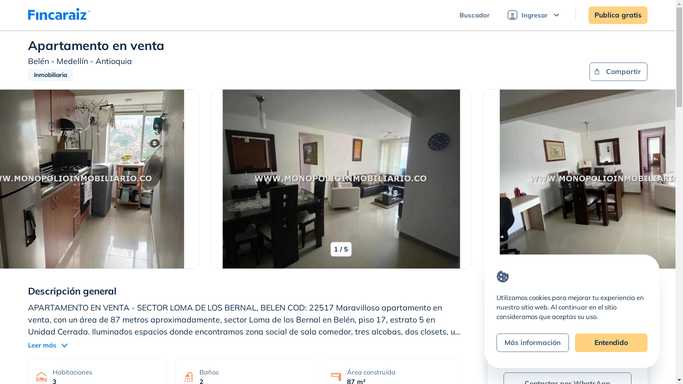 Fincaraiz
Buscador
Ingresar
Publica gratis
Apartamento en venta
Belén - Medellín - Antioquia
Inmobiliaria
Compartir
WWW.MONOPOLIOINMOBILIARIO.CO
WWW.MONOPOLIOINMOBILIARIO.CO
WWW.MONOPOLIOINMOBILIARIO
1 / 5
Descripción general
APARTAMENTO EN VENTA - SECTOR LOMA DE LOS BERNAL, BELEN COD: 22517 Maravilloso apartamento en
venta, con un área de 87 metros aproximadamente, sector Loma de los Bernal en Belén, piso 17, estrato 5 en
Unidad Cerrada. Iluminados espacios donde encontramos zona social de sala comedor, tres alcobas, dos closets, u...
Leer más
Habitaciones
3
Baños
2
Área construida
87 m²
Utilizamos cookies para mejorar tu experiencia en
nuestro sitio web. Al continuar en el sitio
consideramos que aceptas su uso.
Más información
Entendido
Contactar por WhatsApp